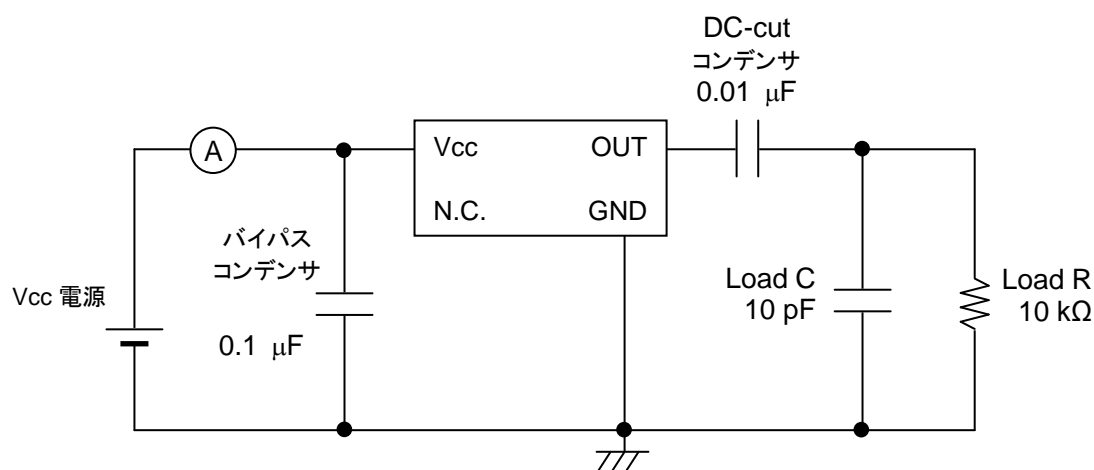 DC-cut
コンデンサ
0.01 μF
A
Vcc
OUT
N.C.
GND
バイパス
コンデンサ
0.1 μF
Vcc 電源
Load C
10 pF
Load R
10 kΩ